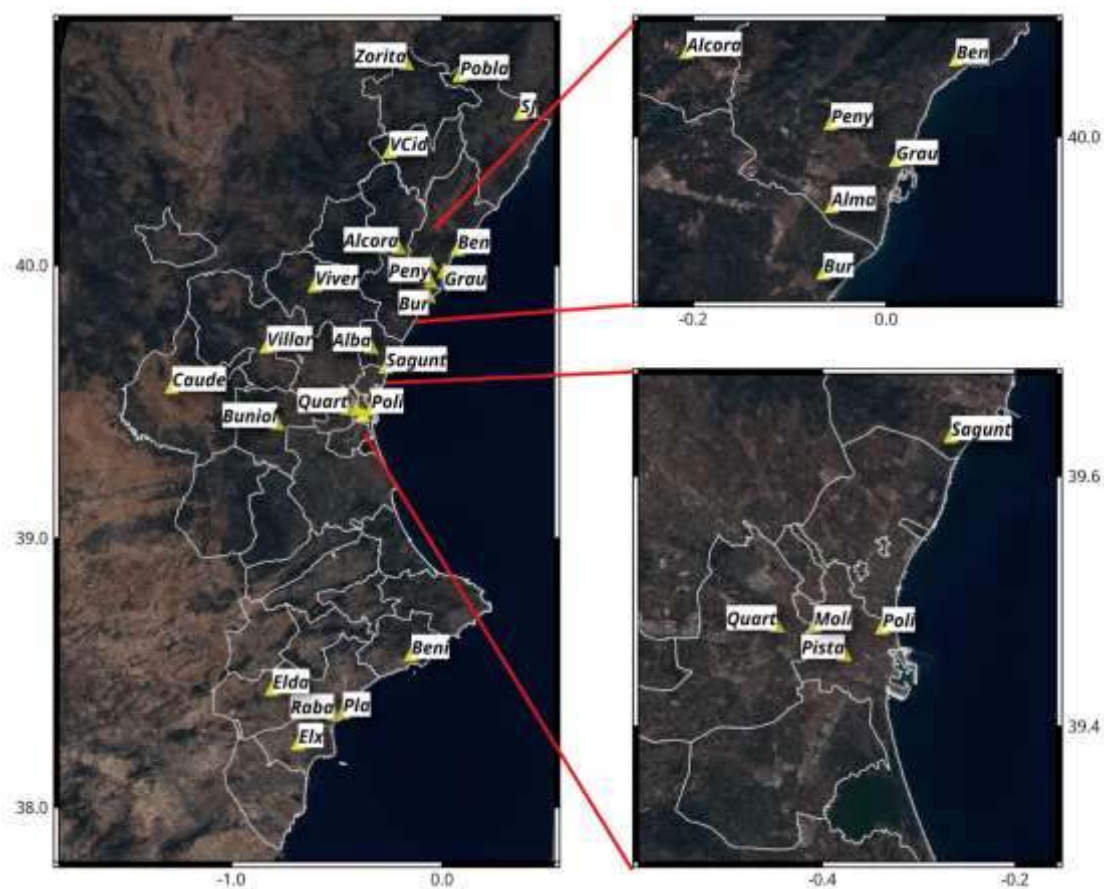 Zorita
Pobla
SJ
VCid
Alcora
Ben
Peny
Grau
Viver
Bur
Villar
Alba
Sagunt
Caude
Quart
Poli
Buniol
Beni
Elda
Raba
Pla
Elx
40.0
39.0
38.0
-1.0
0.0
Alcora
Ben
Peny
Grau
Alma
Bur
40.0
-0.2
0.0
Sagunt
Quart
Moli
Poli
Pista
39.6
39.4
-0.4
-0.2